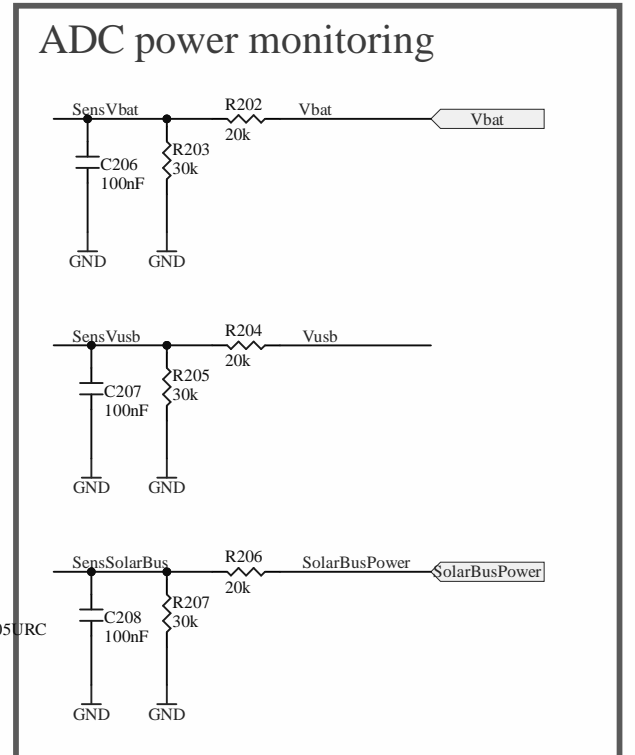 ADC power monitoring
SensVbat
R202
20k
Vbat
Vbat
C206
100nF
R203
30k
GND
GND
SensVusb
R204
20k
Vusb
C207
100nF
R205
30k
GND
GND
SensSolarBus
R206
20k
SolarBusPower
SolarBusPower
C208
100nF
R207
30k
05URC
GND
GND